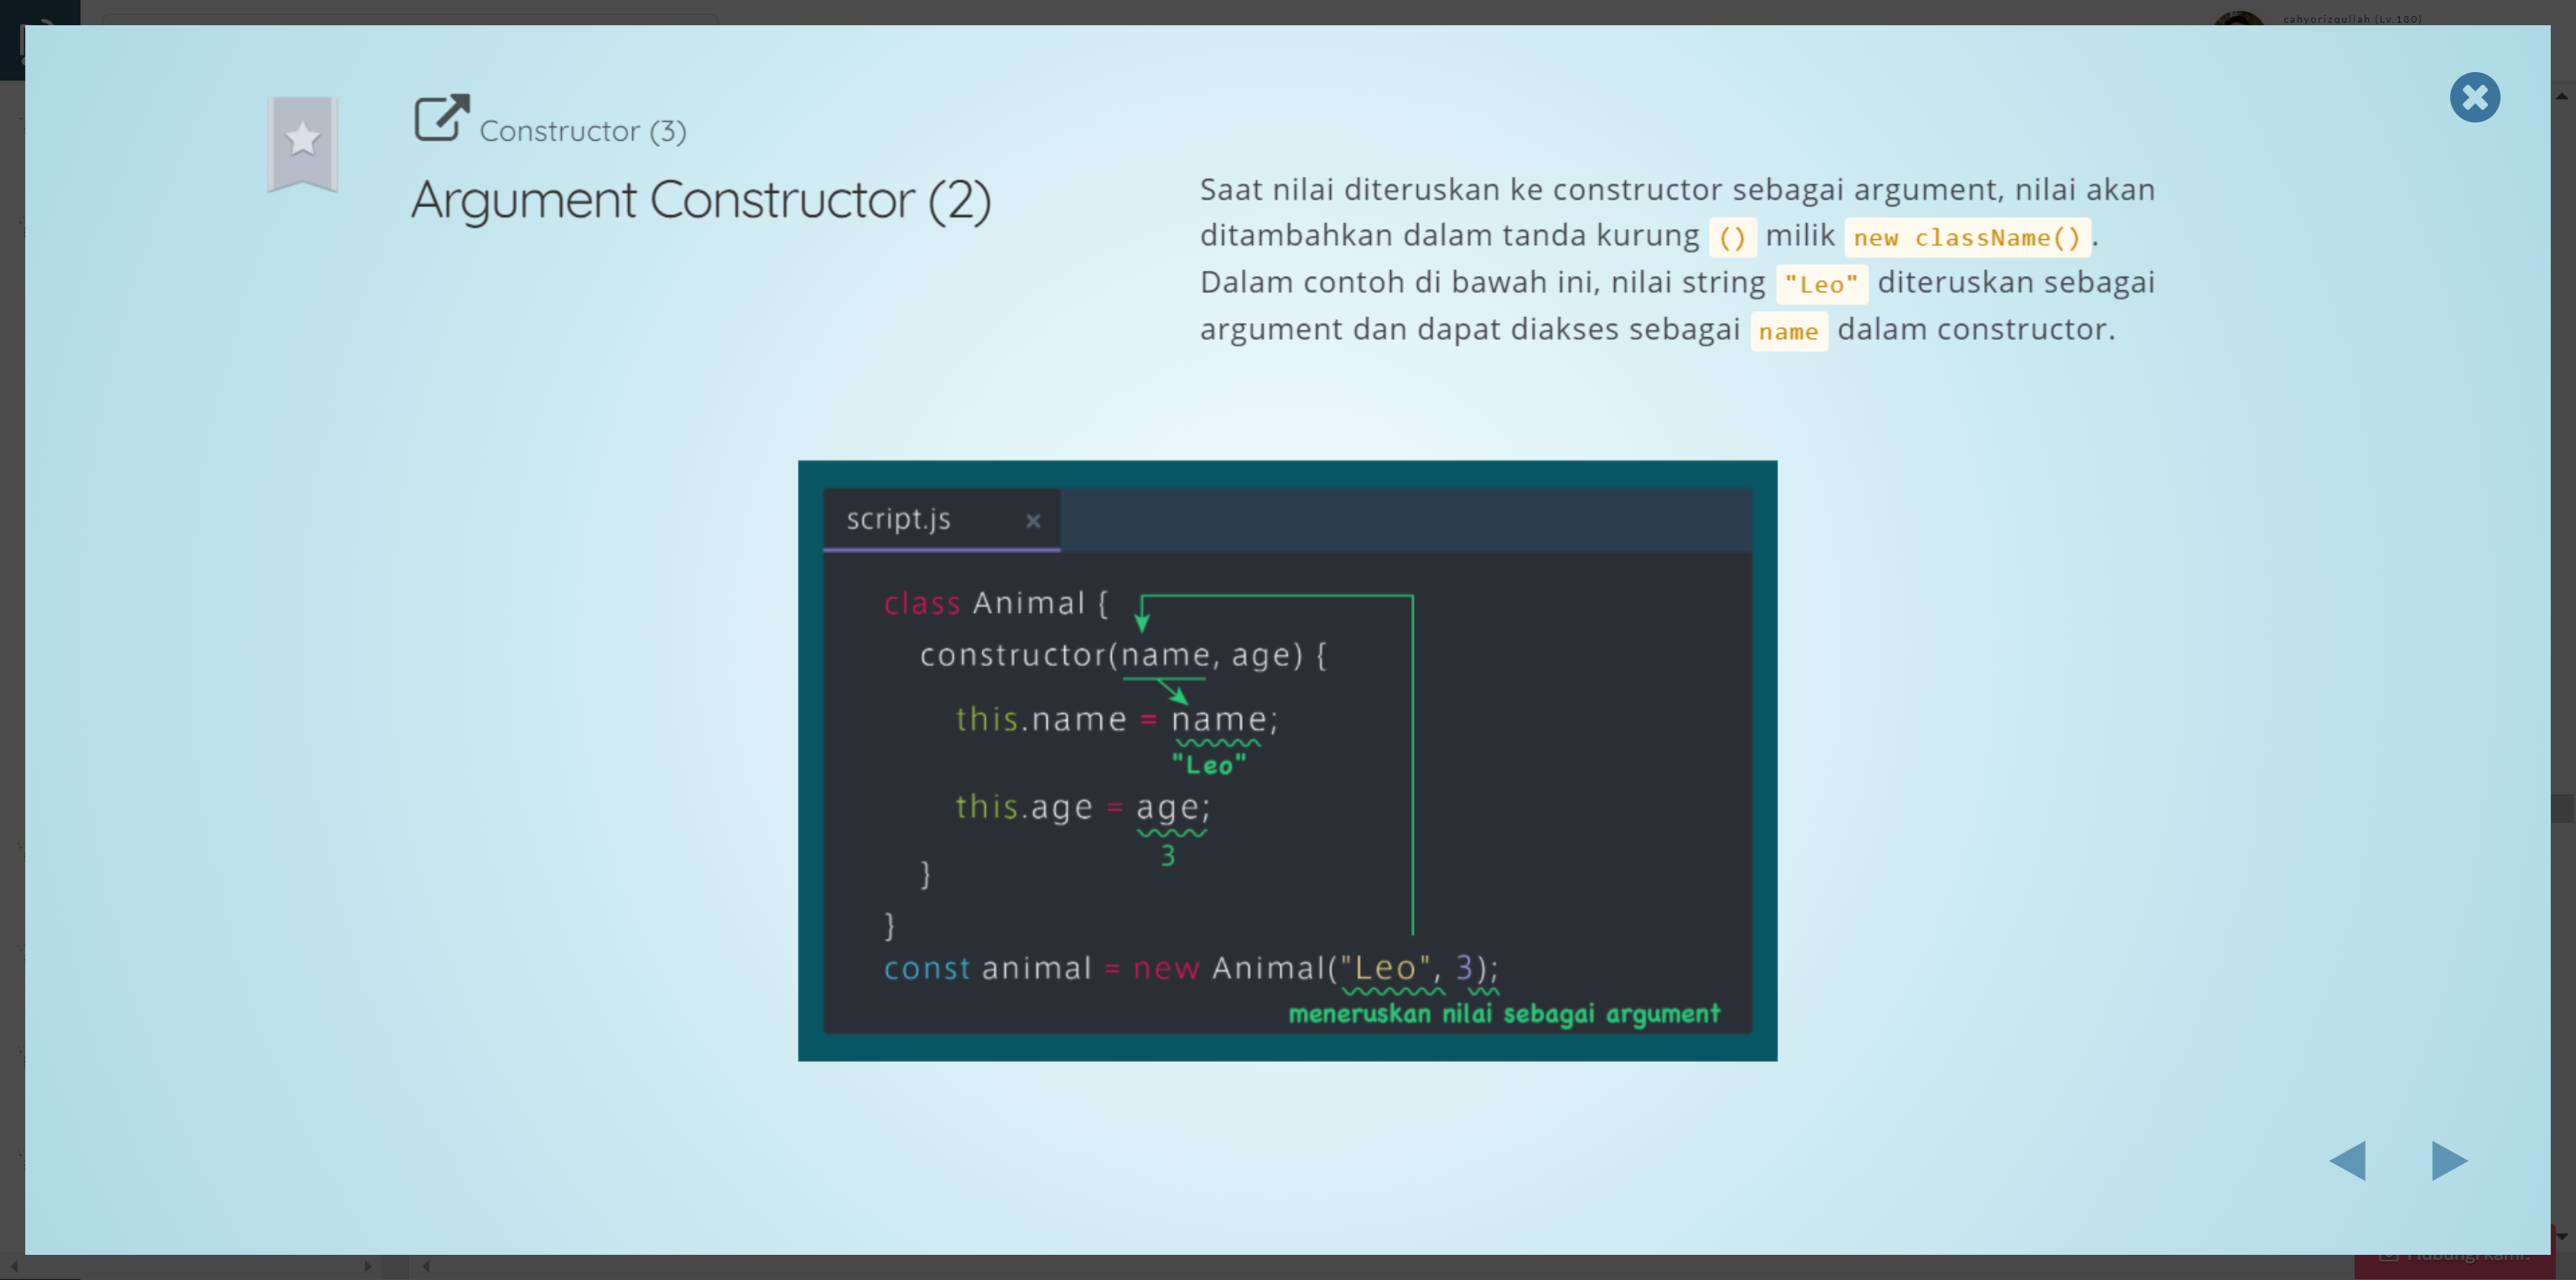 cahyorizqullah (Lv.180)
Constructor (3)
Argument Constructor (2)
Saat nilai diteruskan ke constructor sebagai argument, nilai akan
ditambahkan dalam tanda kurung () milik new className().
Dalam contoh di bawah ini, nilai string "Leo" diteruskan sebagai
argument dan dapat diakses sebagai name dalam constructor.
script.js ×
class Animal {
constructor(name, age) {
this.name = name;
"Leo"
this.age = age;
3
}
}
const animal = new Animal("Leo", 3);
meneruskan nilai sebagai argument
Hubungi kami.